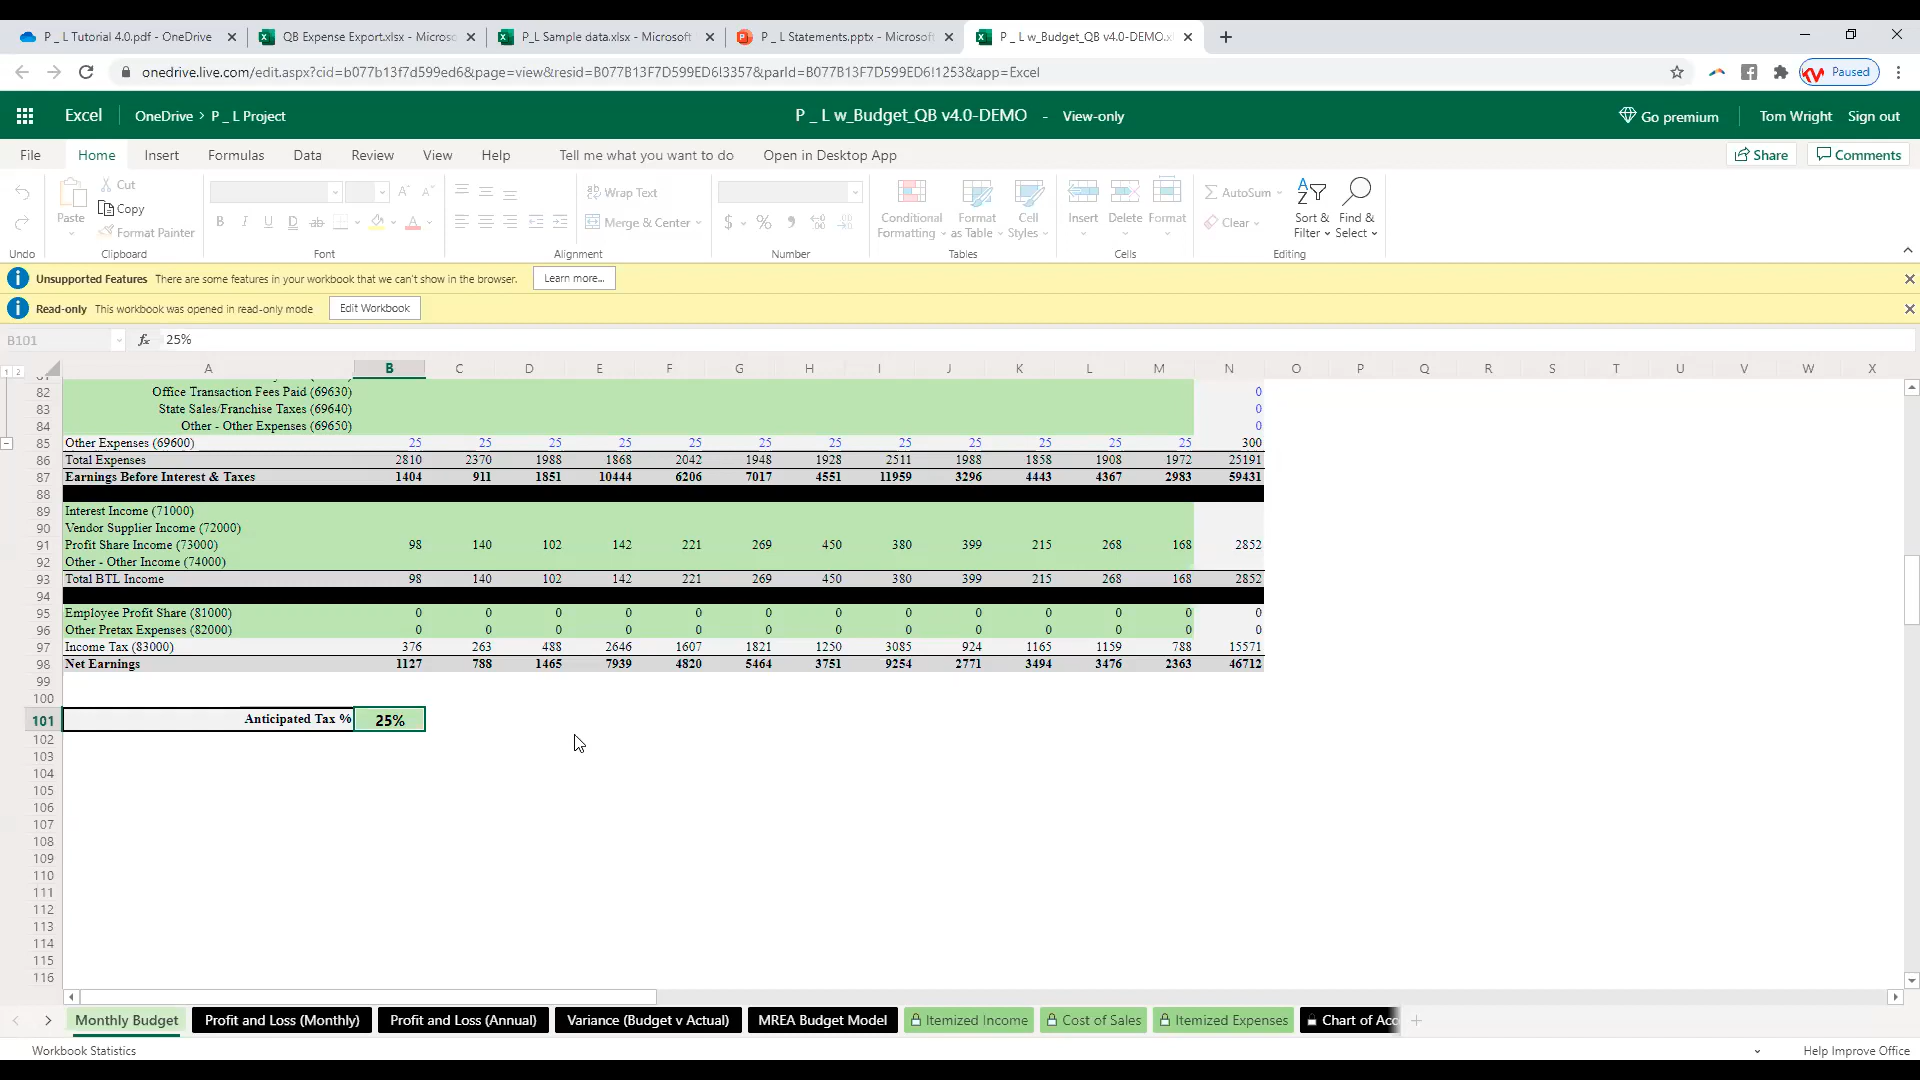 P _ L Tutorial 4.0.pdf - OneDrive
QB Expense Export.xlsx - Microso
P_L Sample data.xlsx - Microsoft
P _ L Statements.pptx - Microsoft
P _ L w_Budget_QB v4.0-DEMO.x
onedrive.live.com/edit.aspx?cid=b077b13f7d599ed6&page=view&resid=B077B13F7D599ED6!3357&parId=B077B13F7D599ED6!1253&app=Excel
Paused
Excel
OneDrive > P _ L Project
P _ L w_Budget_QB v4.0-DEMO - View-only
Go premium
Tom Wright
Sign out
File Home Insert Formulas Data Review View Help Tell me what you want to do Open in Desktop App
Share
Comments
Paste
Cut
Copy
Format Painter
B I U D ab A
Wrap Text
Merge & Center
$ % 9
Conditional Formatting
Format as Table
Cell Styles
Insert Delete Format
AutoSum
Clear
Sort & Filter
Find & Select
Undo Clipboard Font Alignment Number Tables Cells Editing
Unsupported Features There are some features in your workbook that we can't show in the browser. Learn more...
Read-only This workbook was opened in read-only mode Edit Workbook
B101 fx 25%
1 2 A B C D E F G H I J K L M N O P Q R S T U V W X
82 Office Transaction Fees Paid (69630) 0
83 State Sales/Franchise Taxes (69640) 0
84 Other - Other Expenses (69650) 0
85 Other Expenses (69600) 25 25 25 25 25 25 25 25 25 25 25 25 300
86 Total Expenses 2810 2370 1988 1868 2042 1948 1928 2511 1988 1858 1908 1972 25191
87 Earnings Before Interest & Taxes 1404 911 1851 10444 6206 7017 4551 11959 3296 4443 4367 2983 59431
88
89 Interest Income (71000)
90 Vendor Supplier Income (72000)
91 Profit Share Income (73000) 98 140 102 142 221 269 450 380 399 215 268 168 2852
92 Other - Other Income (74000)
93 Total BTL Income 98 140 102 142 221 269 450 380 399 215 268 168 2852
94
95 Employee Profit Share (81000) 0 0 0 0 0 0 0 0 0 0 0 0 0
96 Other Pretax Expenses (82000) 0 0 0 0 0 0 0 0 0 0 0 0 0
97 Income Tax (83000) 376 263 488 2646 1607 1821 1250 3085 924 1165 1159 788 15571
98 Net Earnings 1127 788 1465 7939 4820 5464 3751 9254 2771 3494 3476 2363 46712
99
100
101 Anticipated Tax % 25%
102
103
104
105
106
107
108
109
110
111
112
113
114
115
116
Monthly Budget
Profit and Loss (Monthly)
Profit and Loss (Annual)
Variance (Budget v Actual)
MREA Budget Model
Itemized Income
Cost of Sales
Itemized Expenses
Chart of Acc
Workbook Statistics
Help Improve Office